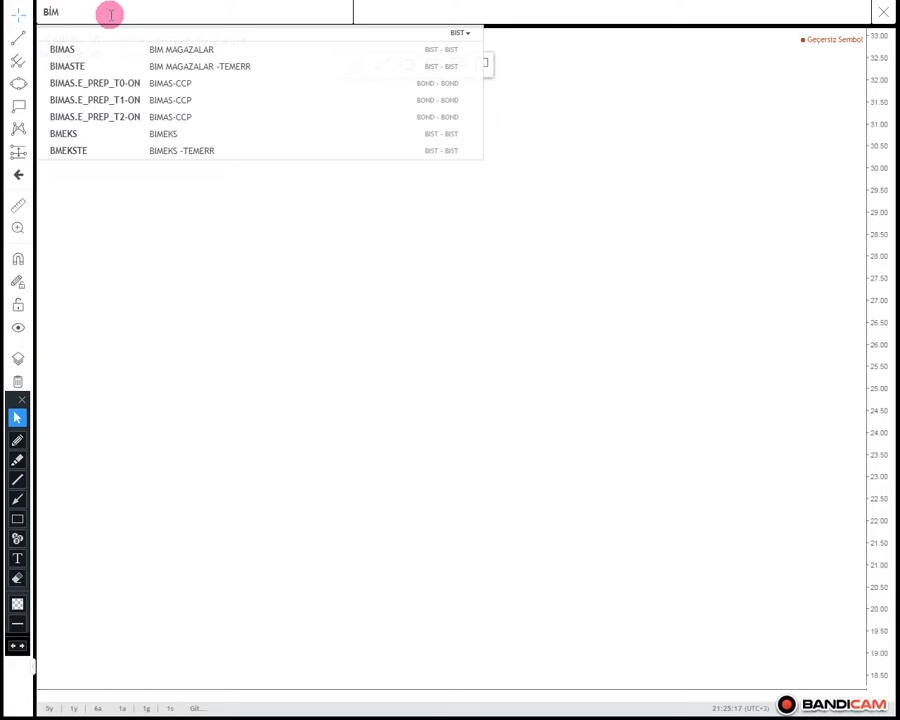 BİM
BIST
Geçersiz Sembol
BIMAS BIM MAGAZALAR BIST - BIST
BIMASTE BIM MAGAZALAR -TEMERR BIST - BIST
BIMAS.E_PREP_T0-ON BIMAS-CCP BOND - BOND
BIMAS.E_PREP_T1-ON BIMAS-CCP BOND - BOND
BIMAS.E_PREP_T2-ON BIMAS-CCP BOND - BOND
BMEKS BIMEKS BIST - BIST
BMEKSTE BIMEKS -TEMERR BIST - BIST
33.00
32.50
32.00
31.50
31.00
30.50
30.00
29.50
29.00
28.50
28.00
27.50
27.00
26.50
26.00
25.50
25.00
24.50
24.00
23.50
23.00
22.50
22.00
21.50
21.00
20.50
20.00
19.50
19.00
18.50
T
5y 1y 6a 1a 1g 1s Git... 21:25:17 (UTC+3)
BANDICAM